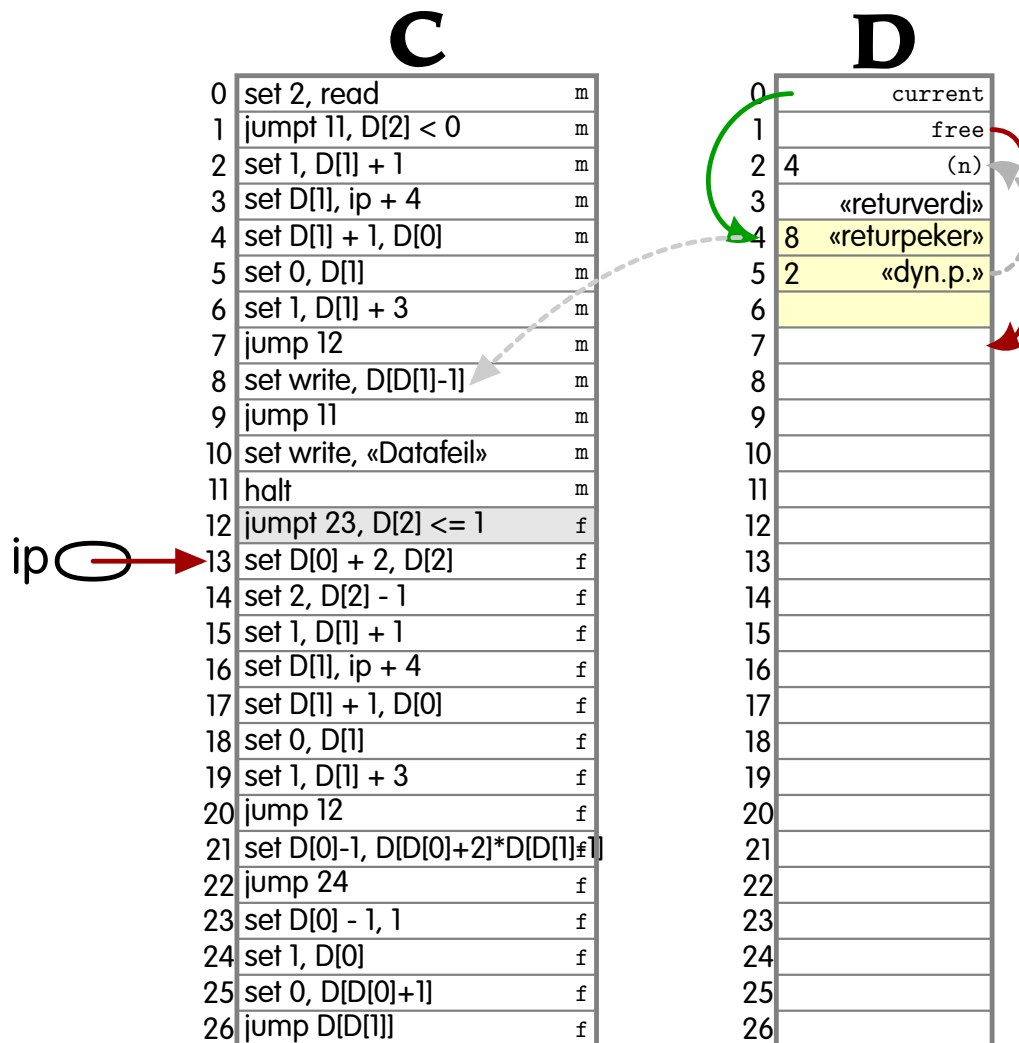 C D
0 set 2, read m 0 current
1 jumpt 11, D[2] < 0 m 1 free
2 set 1, D[1] + 1 m 2 4 (n)
3 set D[1], ip + 4 m 3 «returverdi»
4 set D[1] + 1, D[0] m 4 8 «returpeker»
5 set 0, D[1] m 5 2 «dyn.p.»
6 set 1, D[1] + 3 m 6
7 jump 12 m 7
8 set write, D[D[1]-1] m 8
9 jump 11 m 9
10 set write, «Datafeil» m 10
11 halt m 11
12 jumpt 23, D[2] <= 1 f 12
ip 13 set D[0] + 2, D[2] f 13
14 set 2, D[2] - 1 f 14
15 set 1, D[1] + 1 f 15
16 set D[1], ip + 4 f 16
17 set D[1] + 1, D[0] f 17
18 set 0, D[1] f 18
19 set 1, D[1] + 3 f 19
20 jump 12 f 20
21 set D[0]-1, D[D[0]+2]*D[D[1]-1] f 21
22 jump 24 f 22
23 set D[0] - 1, 1 f 23
24 set 1, D[0] f 24
25 set 0, D[D[0]+1] f 25
26 jump D[D[1]] f 26